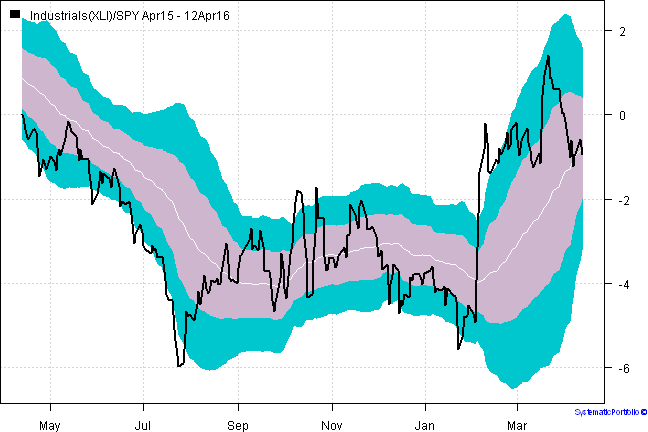 Industrials(XLI)/SPY Apr15 - 12Apr16
2
0
-2
-4
-6
May Jul Sep Nov Jan Mar
SystematicPortfolio ©